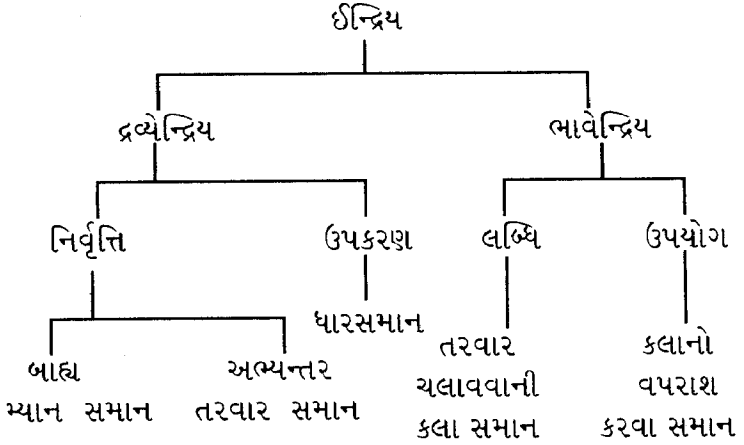 ઈન્દ્રિય
દ્રવ્યેન્દ્રિય
ભાવેન્દ્રિય
નિર્વૃત્તિ
ઉપકરણ
લબ્ધિ
ઉપયોગ
ધારસમાન
બાહ્ય
મ્યાન સમાન
અભ્યન્તર
તરવાર સમાન
તરવાર
ચલાવવાની
કલા સમાન
કલાનો
વપરાશ
કરવા સમાન